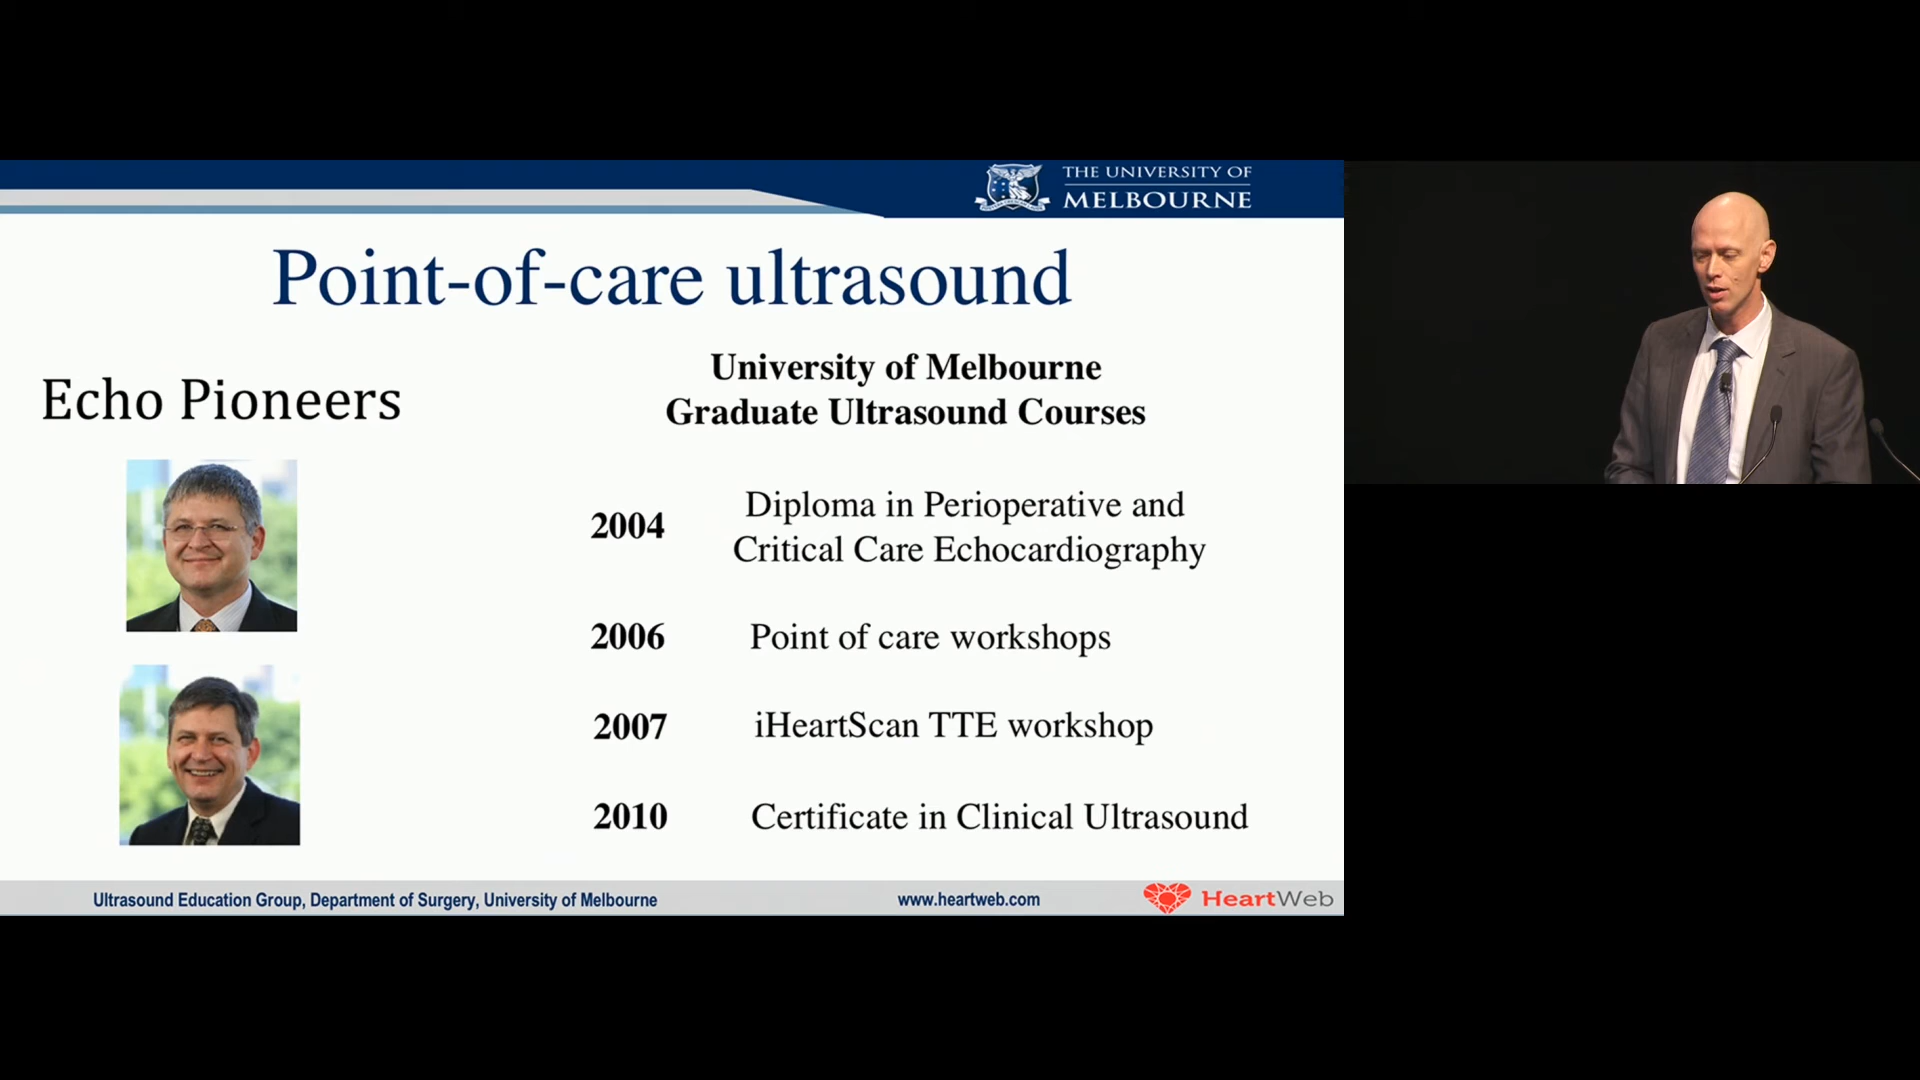 THE UNIVERSITY OF
MELBOURNE
Point-of-care ultrasound
Echo Pioneers
University of Melbourne
Graduate Ultrasound Courses
2004 Diploma in Perioperative and
Critical Care Echocardiography
2006 Point of care workshops
2007 iHeartScan TTE workshop
2010 Certificate in Clinical Ultrasound
Ultrasound Education Group, Department of Surgery, University of Melbourne www.heartweb.com HeartWeb